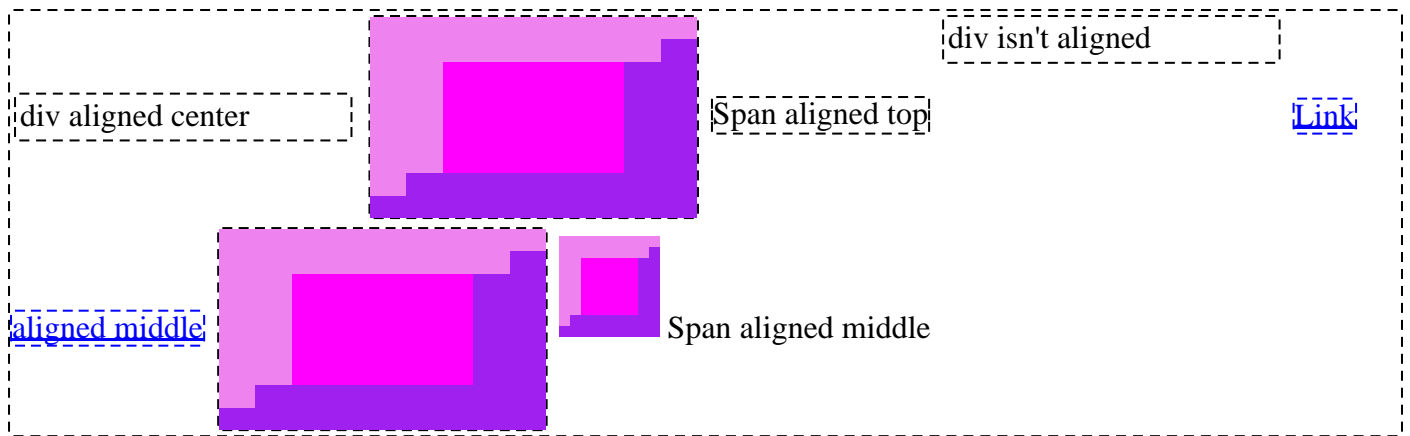 div isn't aligned
div aligned center
Span aligned top
Link
aligned middle
Span aligned middle